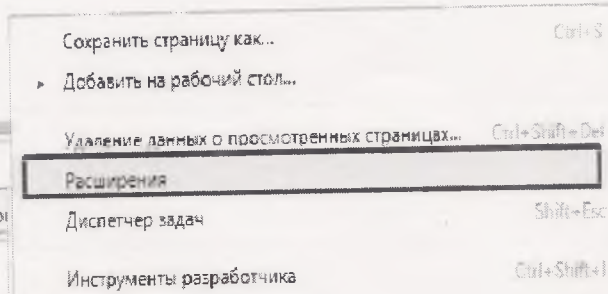 Сохранить страницу как... Ctrl+S
Добавить на рабочий стол...
Удаление данных о просмотренных страницах... Ctrl+Shift+Del
Расширения
Диспетчер задач Shift+Esc
Инструменты разработчика Ctrl+Shift+I